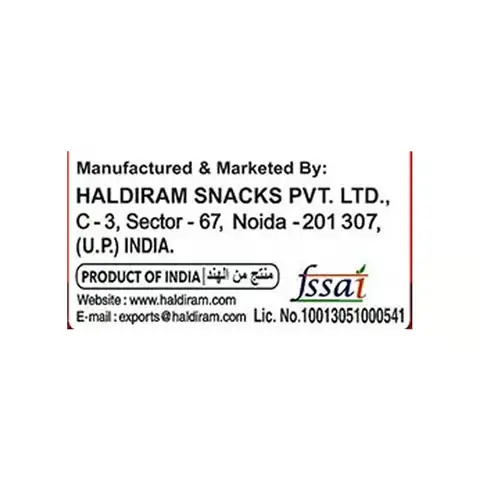 Manufactured & Marketed By:
HALDIRAM SNACKS PVT. LTD.,
C - 3, Sector - 67, Noida - 201 307,
(U.P.) INDIA.
PRODUCT OF INDIA | منتج من الهند
fssai
Website : www.haldiram.com
E-mail : exports@haldiram.com Lic. No.10013051000541